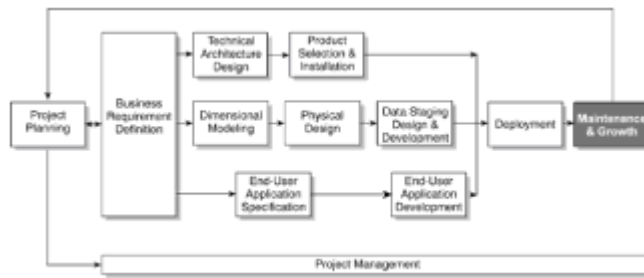 Technical
Architecture
Design
Product
Selection &
Installation
Project
Planning
Business
Requirement
Definition
Dimensional
Modeling
Physical
Design
Data Staging
Design &
Development
Deployment
Maintenance
& Growth
End-User
Application
Specification
End-User
Application
Development
Project Management